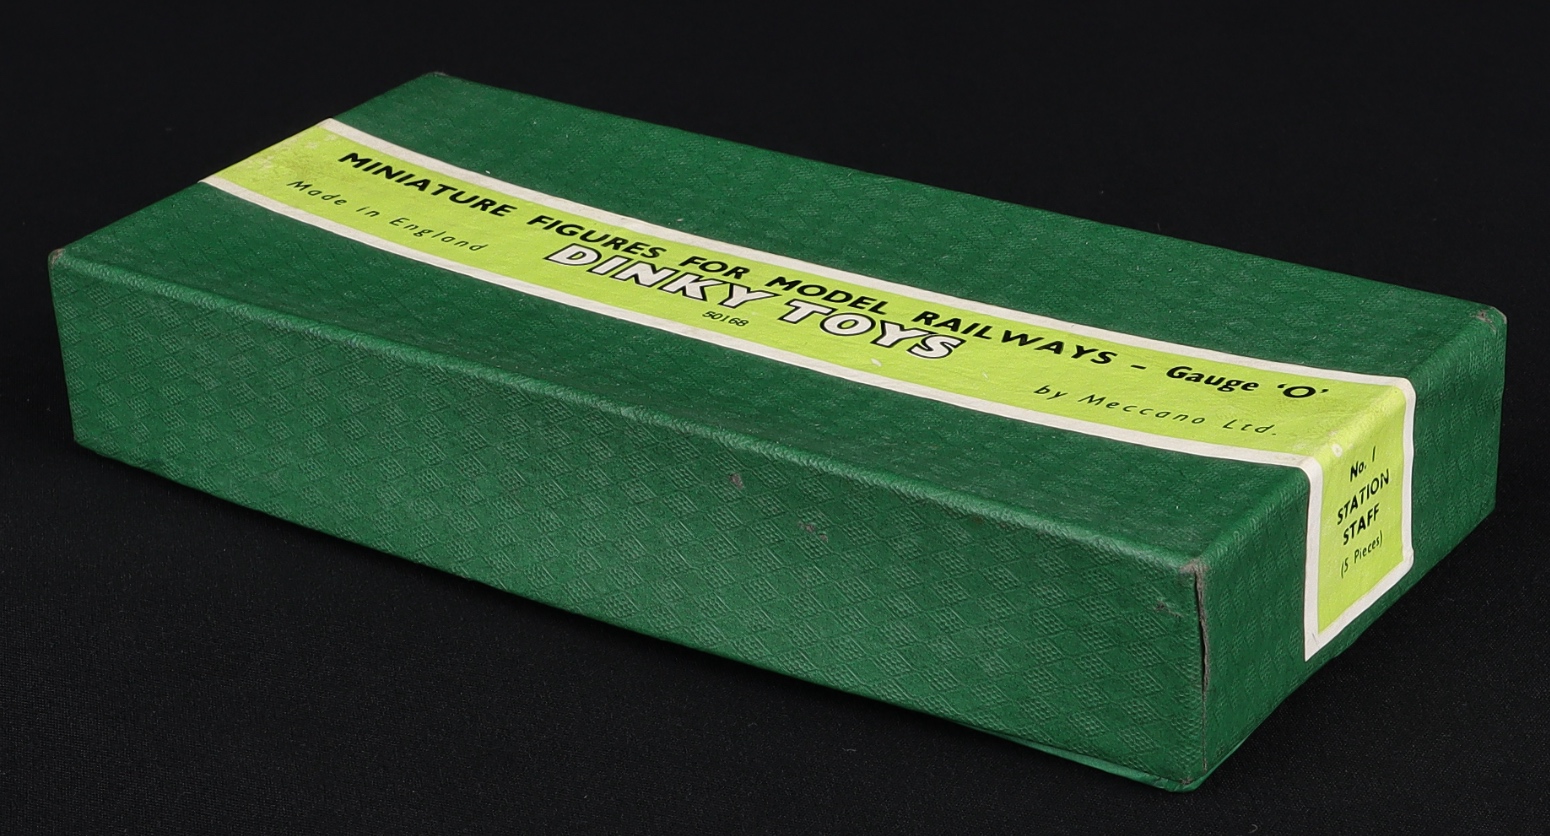 MINIATURE FIGURES FOR MODEL RAILWAYS - Gauge 'O'
Made in England
DINKY TOYS
50168
by Meccano Ltd.
No. 1
STATION
STAFF
(5 Pieces)